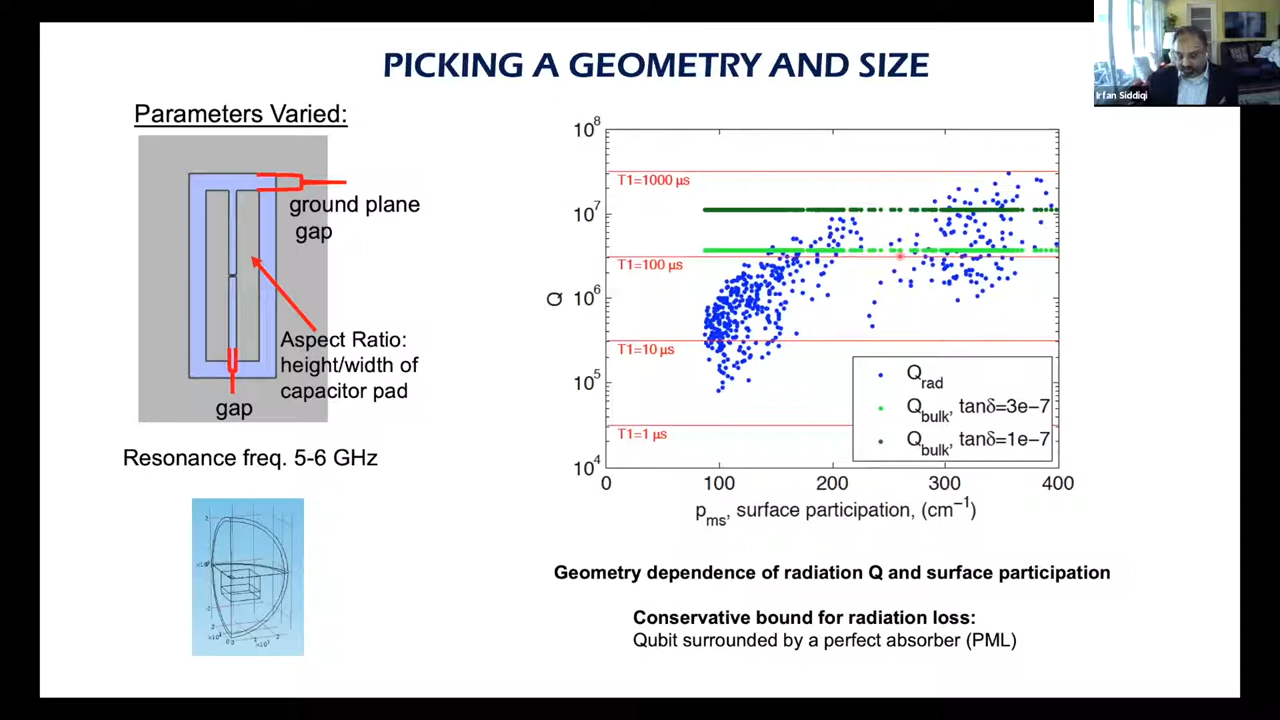 PICKING A GEOMETRY AND SIZE
Irfan Siddiqi
Parameters Varied:
ground plane
gap
Aspect Ratio:
height/width of
capacitor pad
gap
Resonance freq. 5-6 GHz
10^8
10^7
10^6
10^5
10^4
Q
T1=1000 μs
T1=100 μs
T1=10 μs
T1=1 μs
Q_rad
Q_bulk, tanδ=3e−7
Q_bulk, tanδ=1e−7
0 100 200 300 400
p_ms, surface participation, (cm^−1)
Geometry dependence of radiation Q and surface participation
Conservative bound for radiation loss:
Qubit surrounded by a perfect absorber (PML)